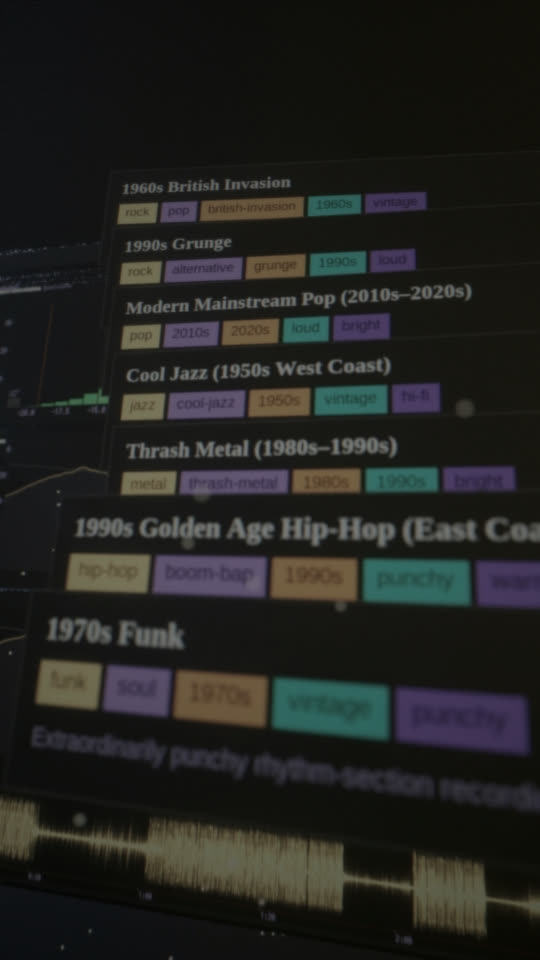 1960s British Invasion
rock pop british-invasion 1960s vintage
1990s Grunge
rock alternative grunge 1990s loud
Modern Mainstream Pop (2010s–2020s)
pop 2010s 2020s loud bright
Cool Jazz (1950s West Coast)
jazz cool-jazz 1950s vintage hi-fi
Thrash Metal (1980s–1990s)
metal thrash-metal 1980s 1990s bright
1990s Golden Age Hip-Hop (East Coa
hip-hop boom-bap 1990s punchy
1970s Funk
funk soul 1970s vintage punchy
Extraordinarily punchy rhythm-section